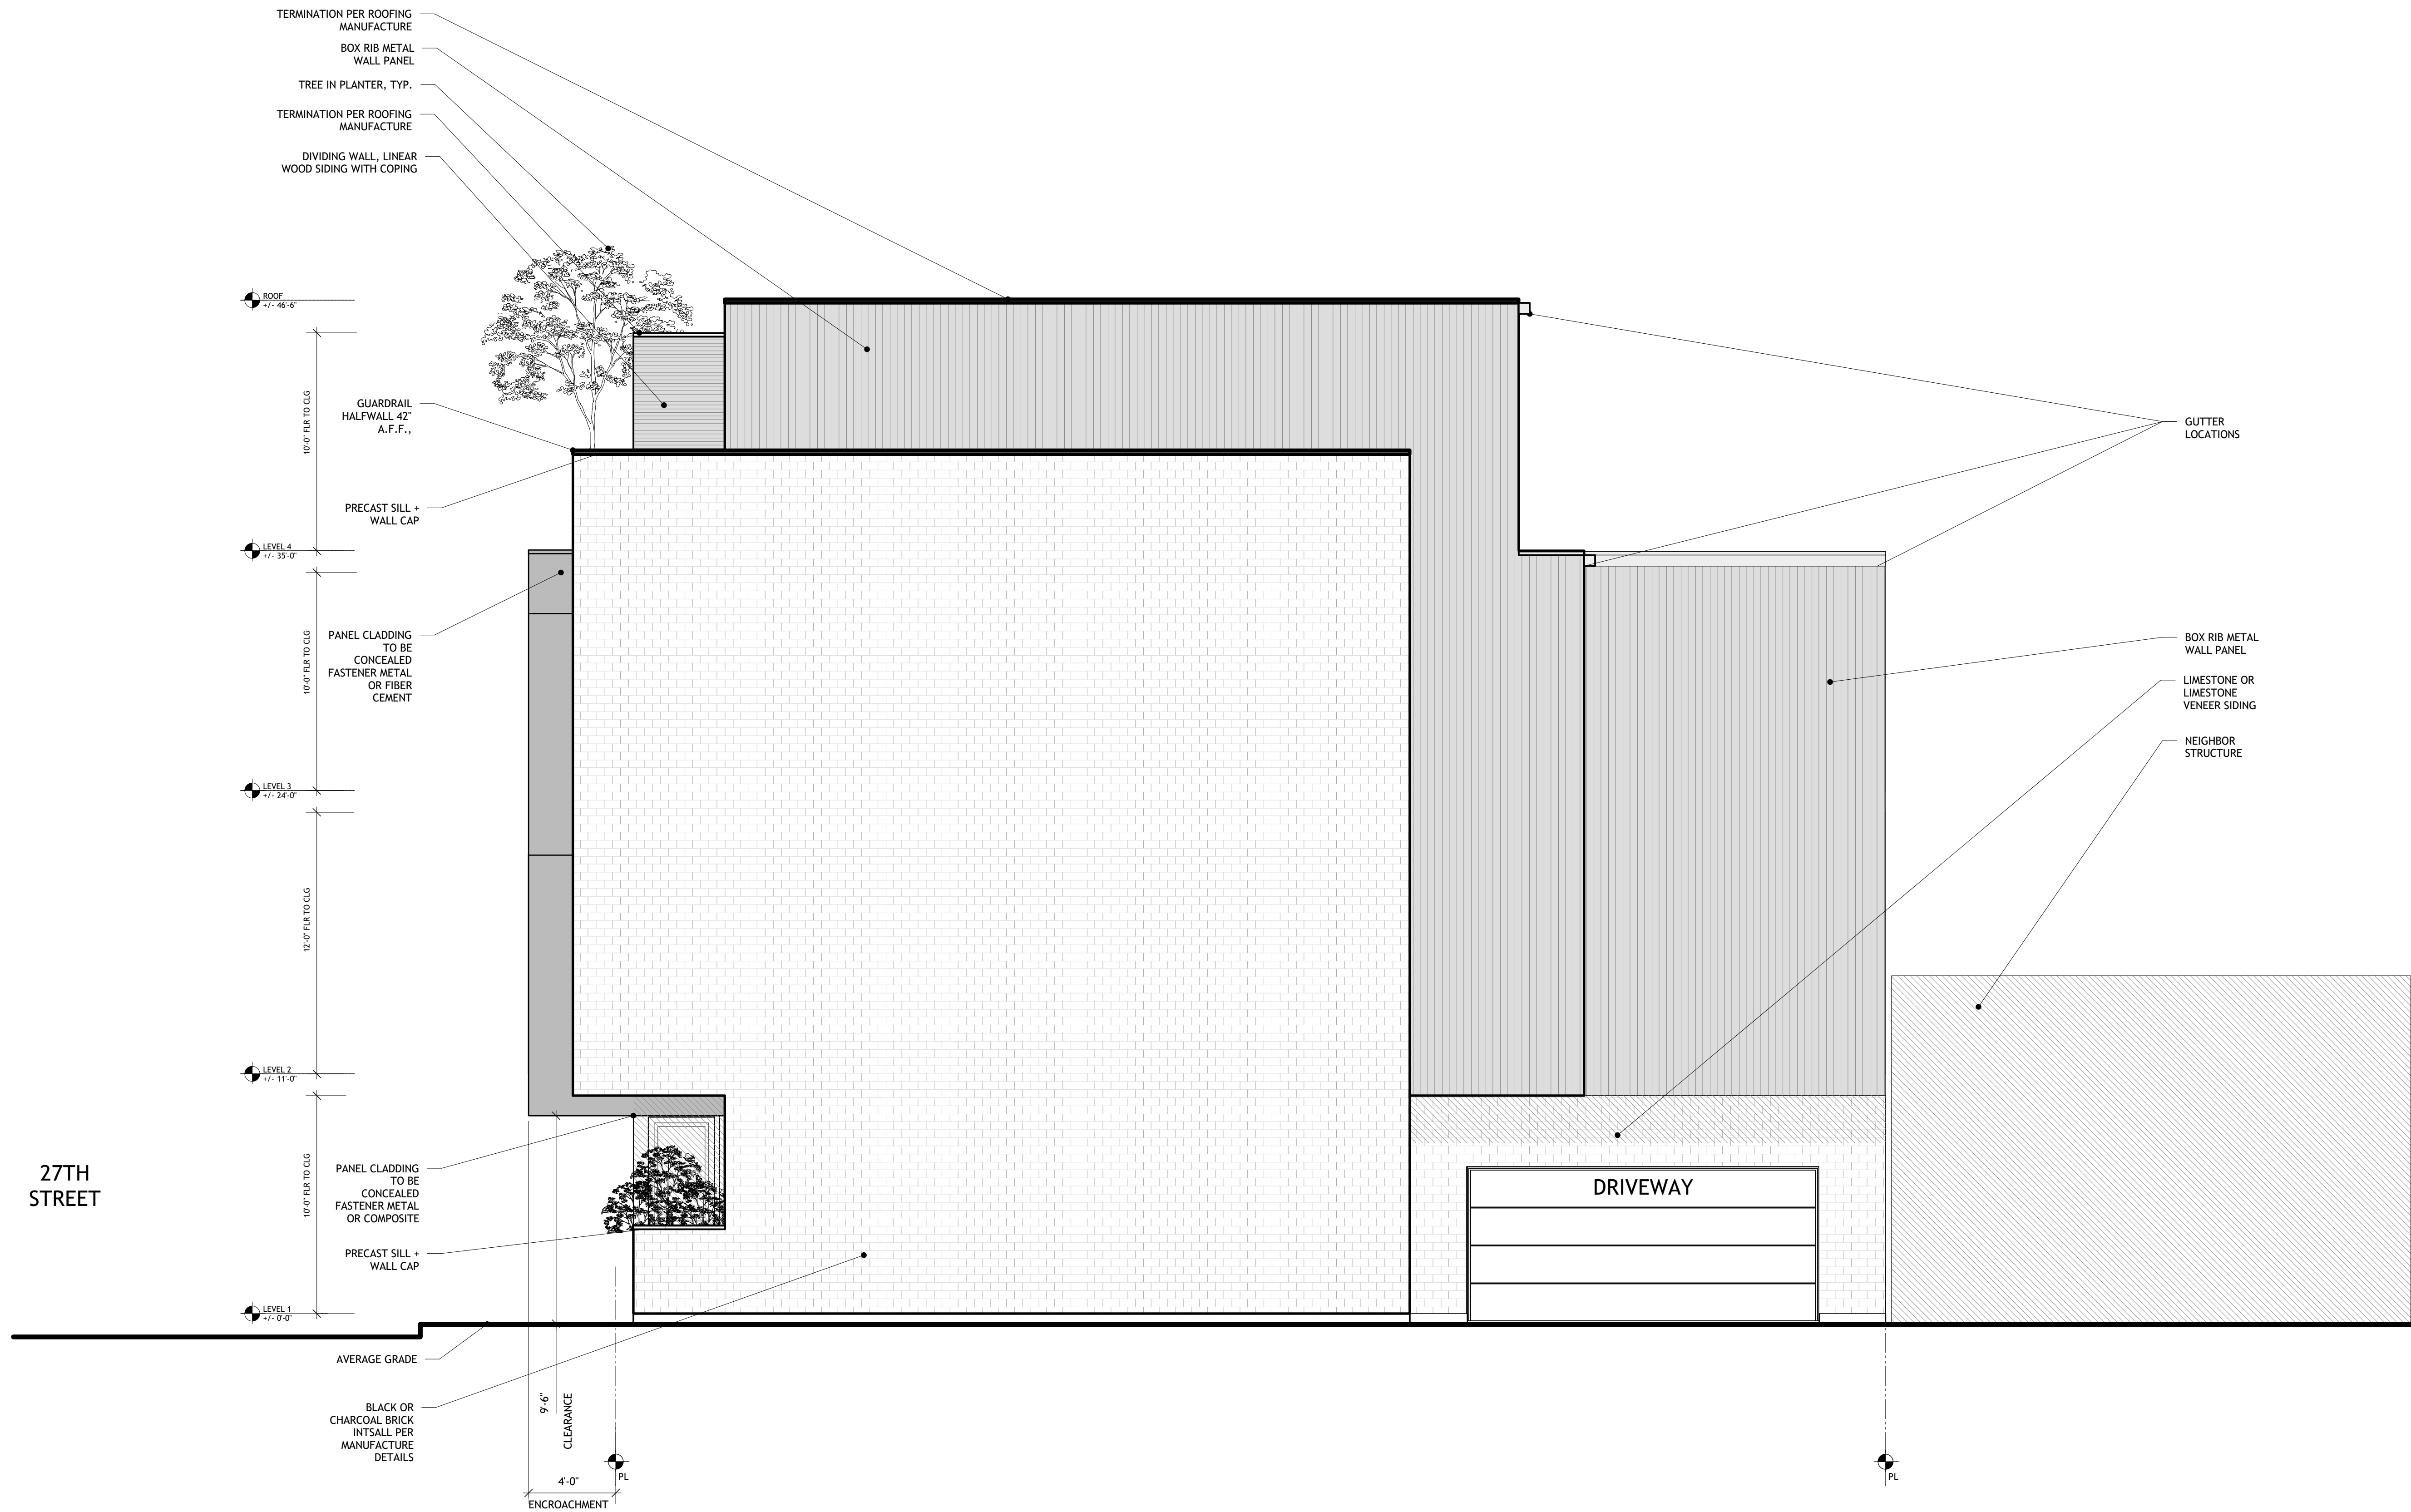 TERMINATION PER ROOFING
MANUFACTURE
BOX RIB METAL
WALL PANEL
TREE IN PLANTER, TYP.
TERMINATION PER ROOFING
MANUFACTURE
DIVIDING WALL, LINEAR
WOOD SIDING WITH COPING
ROOF
+/- 46'-6"
10'-0" FLR TO CLG
GUARDRAIL
HALFWALL 42"
A.F.F.,
GUTTER
LOCATIONS
PRECAST SILL +
WALL CAP
LEVEL 4
+/- 35'-0"
10'-0" FLR TO CLG
PANEL CLADDING
TO BE
CONCEALED
FASTENER METAL
OR FIBER
CEMENT
BOX RIB METAL
WALL PANEL
LIMESTONE OR
LIMESTONE
VENEER SIDING
NEIGHBOR
STRUCTURE
LEVEL 3
+/- 24'-0"
12'-0" FLR TO CLG
LEVEL 2
+/- 11'-0"
27TH
STREET
10'-0" FLR TO CLG
PANEL CLADDING
TO BE
CONCEALED
FASTENER METAL
OR COMPOSITE
DRIVEWAY
PRECAST SILL +
WALL CAP
LEVEL 1
+/- 0'-0"
AVERAGE GRADE
BLACK OR
CHARCOAL BRICK
INTSALL PER
MANUFACTURE
DETAILS
9'-6"
CLEARANCE
4'-0"
ENCROACHMENT
PL
PL